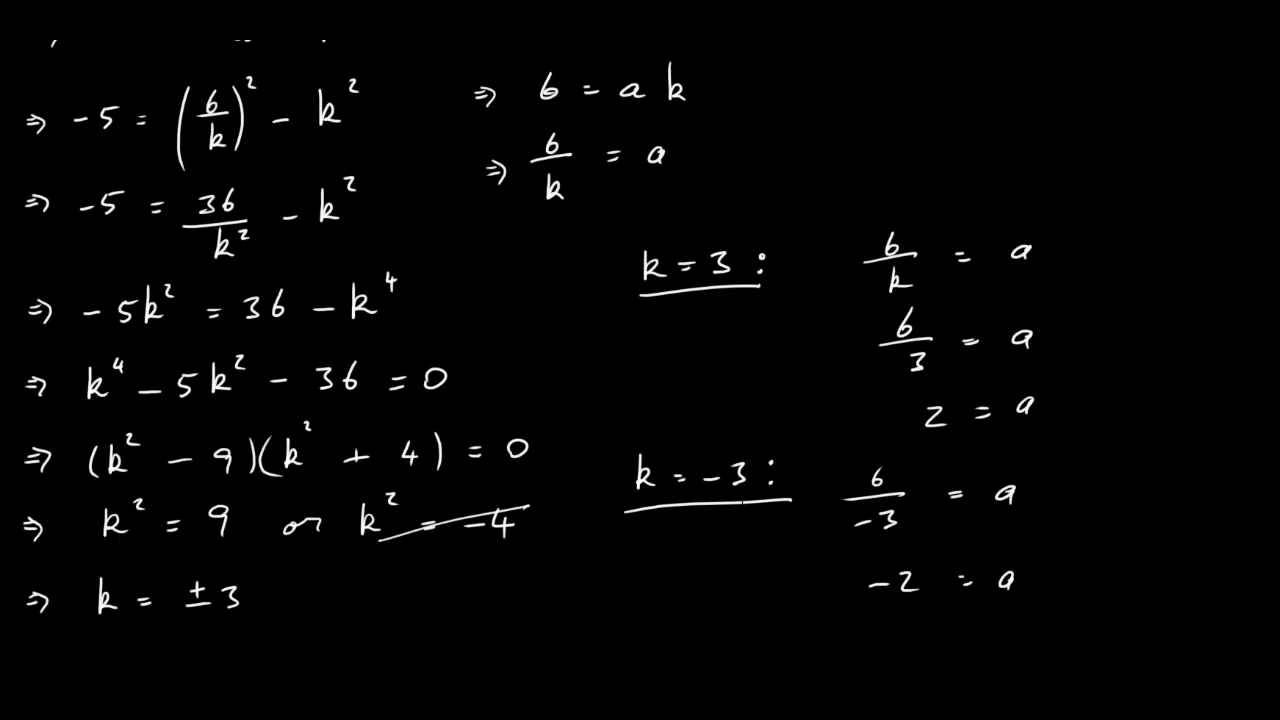 ⇒ -5 = (6/k)² - k²
⇒ -5 = 36/k² - k²
⇒ -5k² = 36 - k⁴
⇒ k⁴ - 5k² - 36 = 0
⇒ (k² - 9)(k² + 4) = 0
⇒ k² = 9 or k² = -4
⇒ k = ±3
⇒ 6 = a k
⇒ 6/k = a
k = 3 :
6/k = a
6/3 = a
2 = a
k = -3 :
6/-3 = a
-2 = a